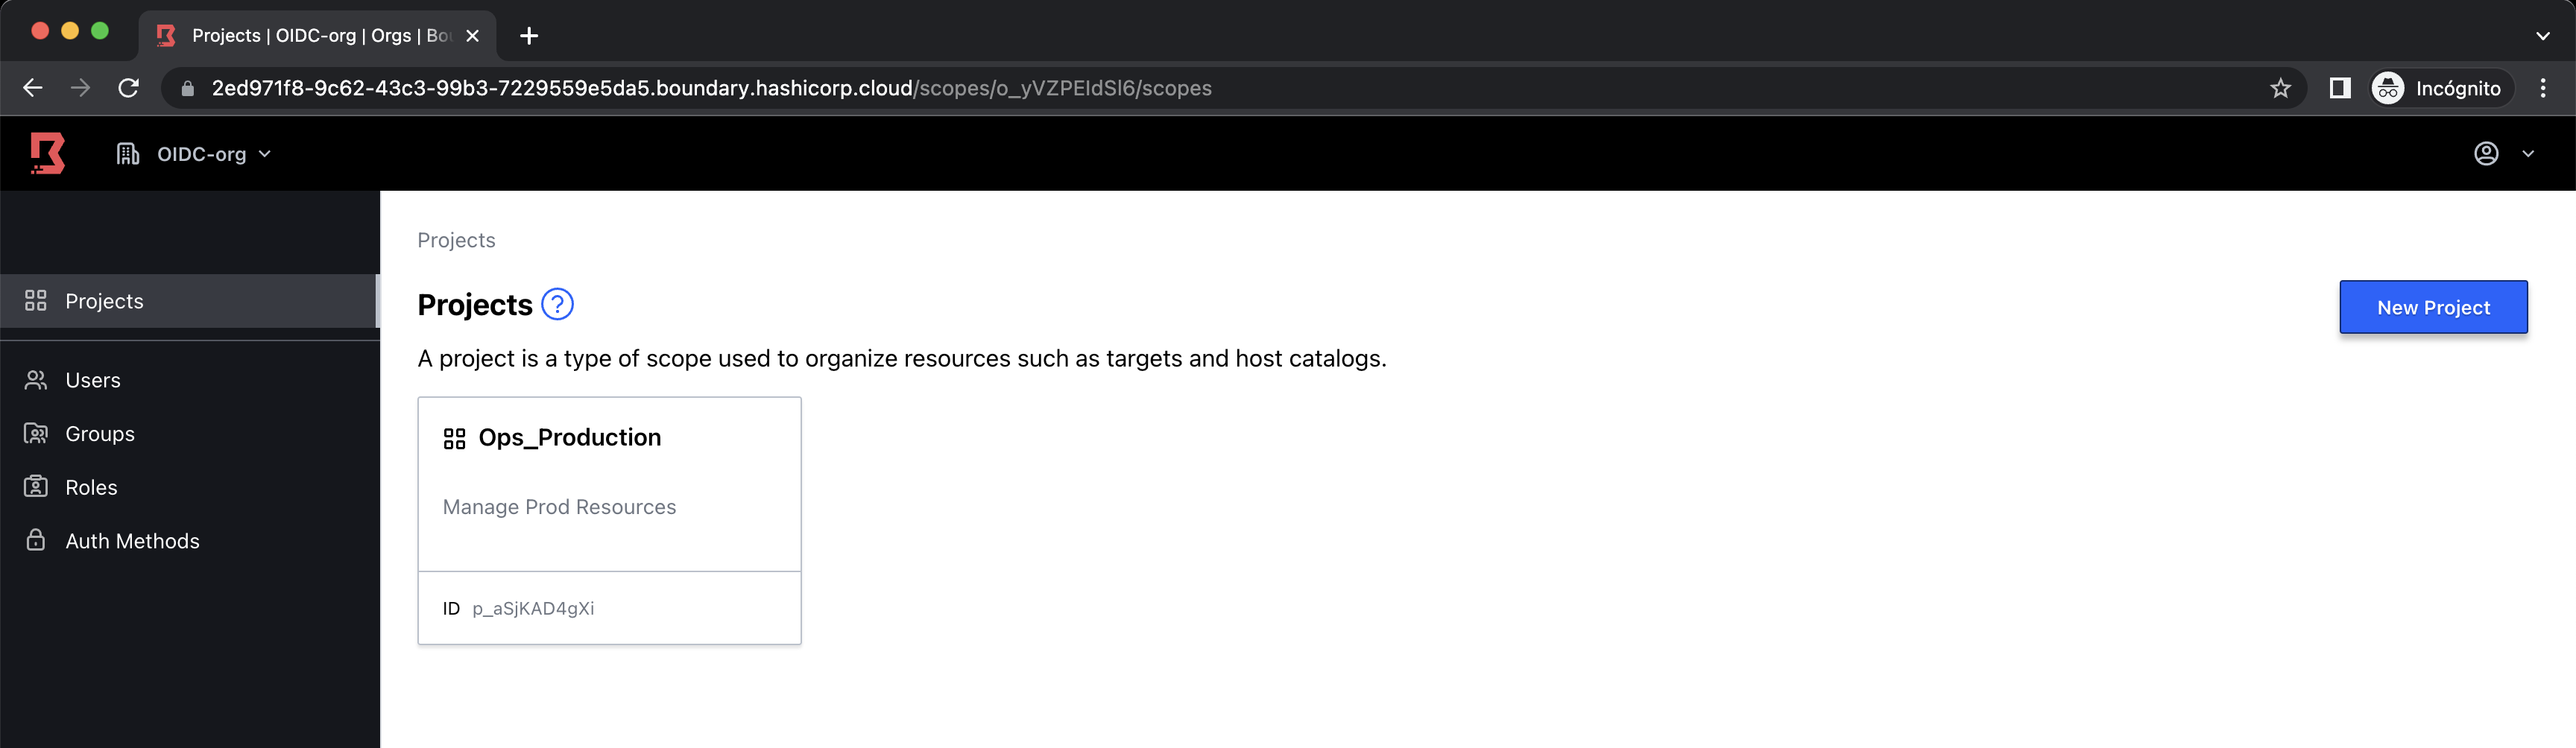 Projects | OIDC-org | Orgs | Bou
2ed971f8-9c62-43c3-99b3-7229559e5da5.boundary.hashicorp.cloud/scopes/o_yVZPEIdSl6/scopes
Incógnito
OIDC-org
Projects
Users
Groups
Roles
Auth Methods
Projects
Projects ?
New Project
A project is a type of scope used to organize resources such as targets and host catalogs.
Ops_Production
Manage Prod Resources
ID p_aSjKAD4gXi